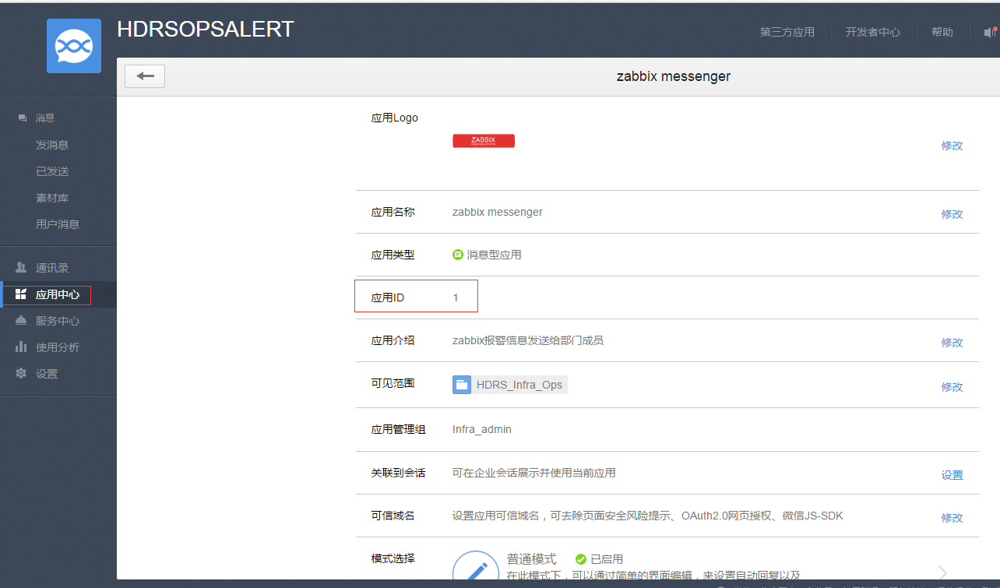 HDRSOPSALERT
第三方应用 开发者中心 帮助
zabbix messenger
消息
发消息
已发送
素材库
用户消息
通讯录
应用中心
服务中心
使用分析
设置
应用Logo
ZABBIX
修改
应用名称 zabbix messenger 修改
应用类型 消息型应用
应用ID 1
应用介绍 zabbix报警信息发送给部门成员 修改
可见范围 HDRS_Infra_Ops 修改
应用管理组 Infra_admin
关联到会话 可在企业会话展示并使用当前应用 设置
可信域名 设置应用可信域名，可去除页面安全风险提示、OAuth2.0网页授权、微信JS-SDK 修改
模式选择 普通模式 已启用
在此模式下，可以通过简单的界面编辑，来设置自动回复以及